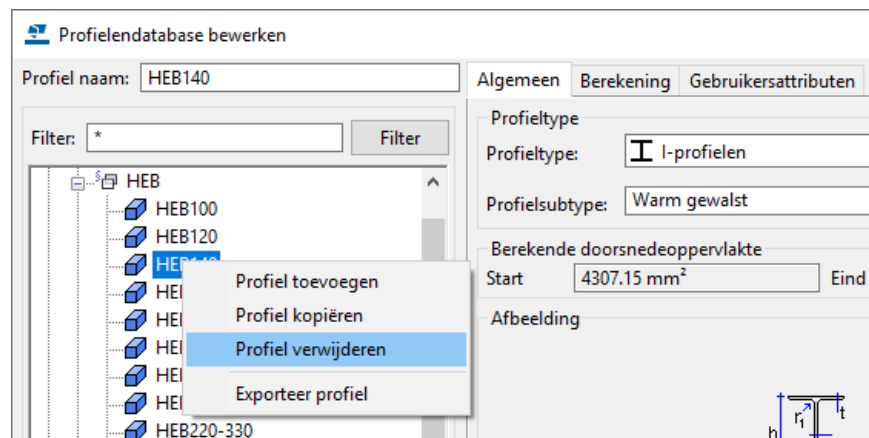 Profielendatabase bewerken
Profiel naam: HEB140
Algemeen Berekening Gebruikersattributen
Filter: * Filter
Profieltype
Profieltype: I-profielen
Profielsubtype: Warm gewalst
HEB
HEB100
HEB120
Berekende doorsnedeoppervlakte
Start 4307.15 mm² Eind
Profiel toevoegen
Profiel kopiëren
Profiel verwijderen
Exporteer profiel
HEB220-330
Afbeelding
r1 t
h